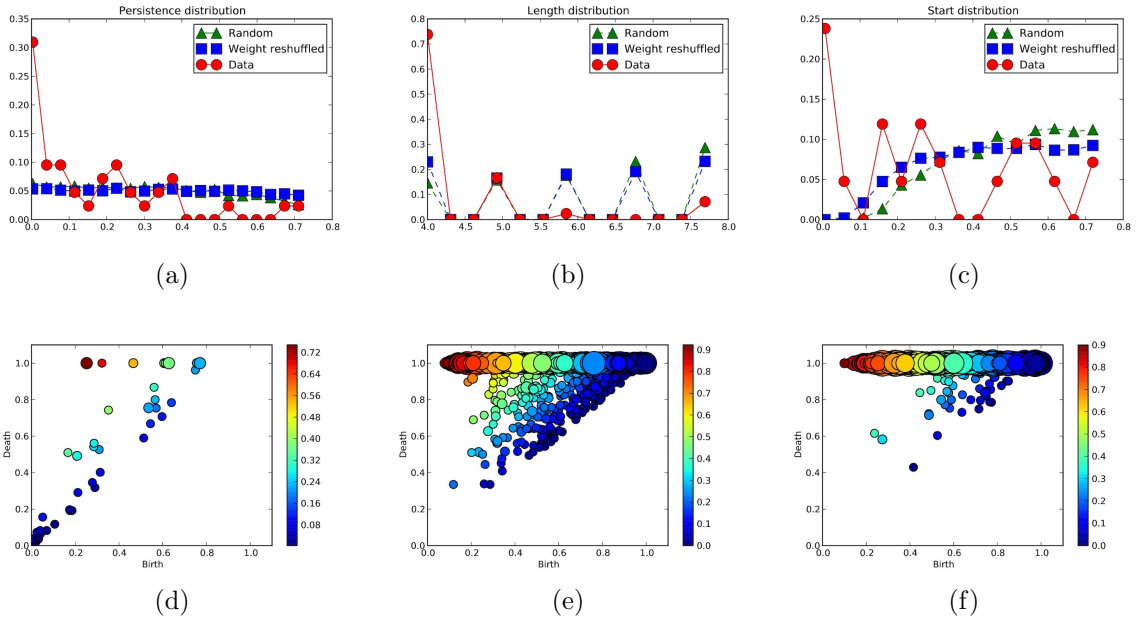 Persistence distribution
0.35
0.30
0.25
0.20
0.15
0.10
0.05
0.00
0.0 0.1 0.2 0.3 0.4 0.5 0.6 0.7 0.8
Random
Weight reshuffled
Data
(a)
Length distribution
0.8
0.7
0.6
0.5
0.4
0.3
0.2
0.1
0.0
4.0 4.5 5.0 5.5 6.0 6.5 7.0 7.5 8.0
Random
Weight reshuffled
Data
(b)
Start distribution
0.25
0.20
0.15
0.10
0.05
0.00
0.0 0.1 0.2 0.3 0.4 0.5 0.6 0.7 0.8
Random
Weight reshuffled
Data
(c)
Death
1.0
0.8
0.6
0.4
0.2
0.0
0.0 0.2 0.4 0.6 0.8 1.0
Birth
0.72
0.64
0.56
0.48
0.40
0.32
0.24
0.16
0.08
(d)
Death
1.0
0.8
0.6
0.4
0.2
0.0
0.0 0.2 0.4 0.6 0.8 1.0
Birth
0.9
0.8
0.7
0.6
0.5
0.4
0.3
0.2
0.1
0.0
(e)
Death
1.0
0.8
0.6
0.4
0.2
0.0
0.0 0.2 0.4 0.6 0.8 1.0
Birth
0.9
0.8
0.7
0.6
0.5
0.4
0.3
0.2
0.1
0.0
(f)